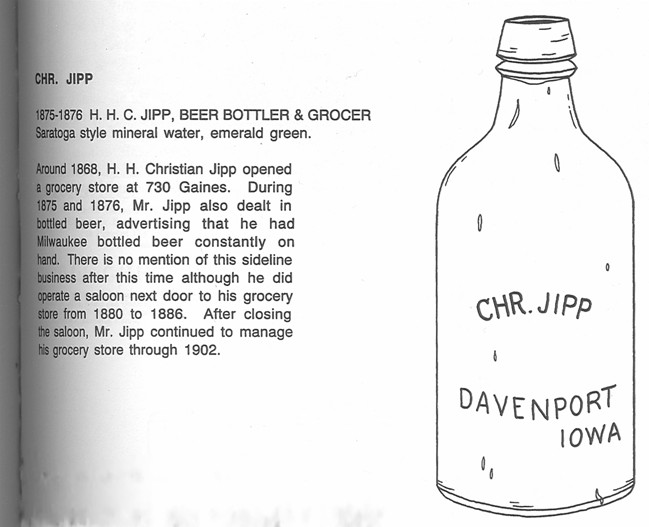 CHR. JIPP
1875-1876 H. H. C. JIPP, BEER BOTTLER & GROCER
Saratoga style mineral water, emerald green.
Around 1868, H. H. Christian Jipp opened
a grocery store at 730 Gaines. During
1875 and 1876, Mr. Jipp also dealt in
bottled beer, advertising that he had
Milwaukee bottled beer constantly on
hand. There is no mention of this sideline
business after this time although he did
operate a saloon next door to his grocery
store from 1880 to 1886. After closing
the saloon, Mr. Jipp continued to manage
his grocery store through 1902.
CHR. JIPP
DAVENPORT
IOWA